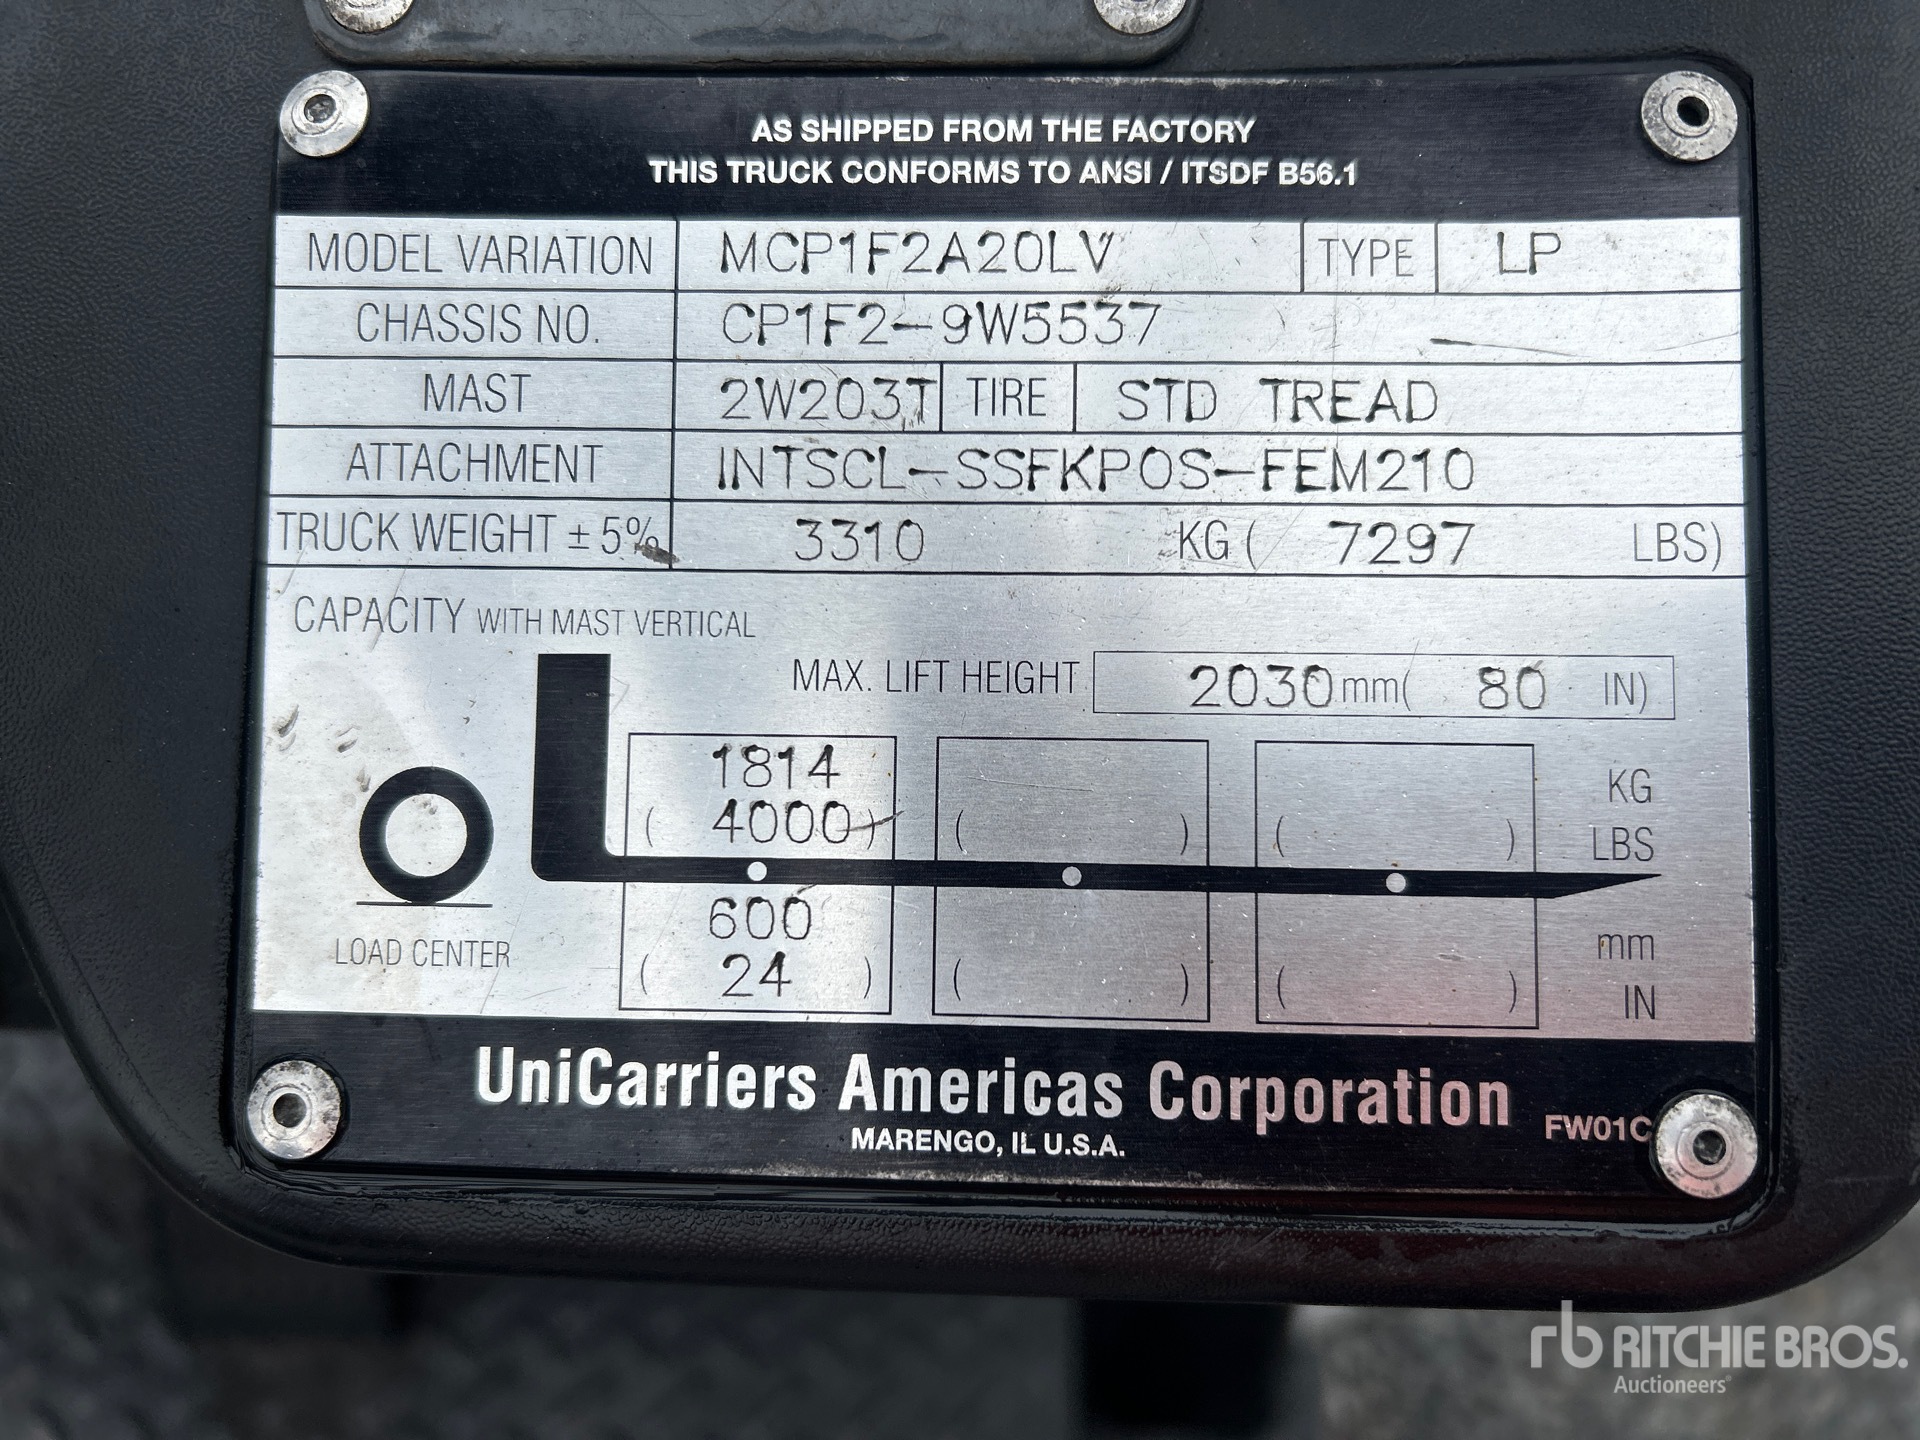 AS SHIPPED FROM THE FACTORY
THIS TRUCK CONFORMS TO ANSI / ITSDF B56.1
MODEL VARIATION MCP1F2A20LV TYPE LP
CHASSIS NO. CP1F2-9W5537
MAST 2W203T TIRE STD TREAD
ATTACHMENT INTSCL-SSFKPOS-FEM210
TRUCK WEIGHT ± 5% 3310 KG ( 7297 LBS)
CAPACITY WITH MAST VERTICAL
MAX. LIFT HEIGHT 2030 mm( 80 IN)
1814 KG
( 4000 ) ( ) ( ) LBS
600 mm
LOAD CENTER ( 24 ) ( ) ( ) IN
UniCarriers Americas Corporation FW01C
MARENGO, IL U.S.A.
rb RITCHIE BROS.
Auctioneers